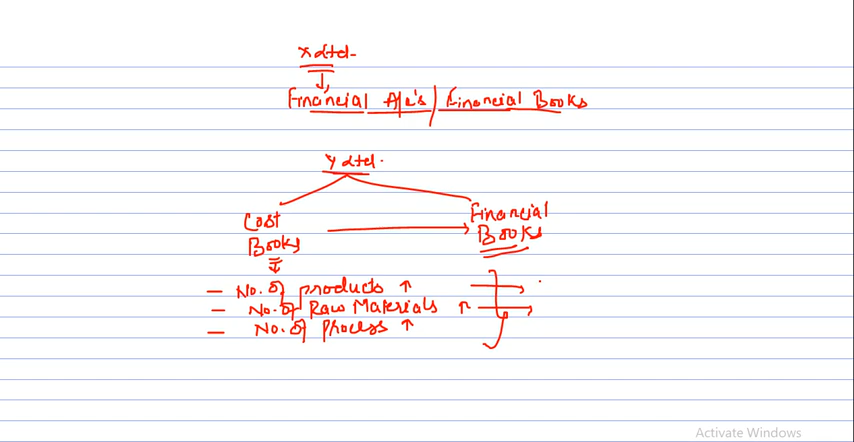 X Ltd.
Financial A/c's / Financial Books
Y Ltd.
Cost Books
Financial Books
- No. of products ↑
- No. of Raw Materials ↑
- No. of Process ↑
Activate Windows